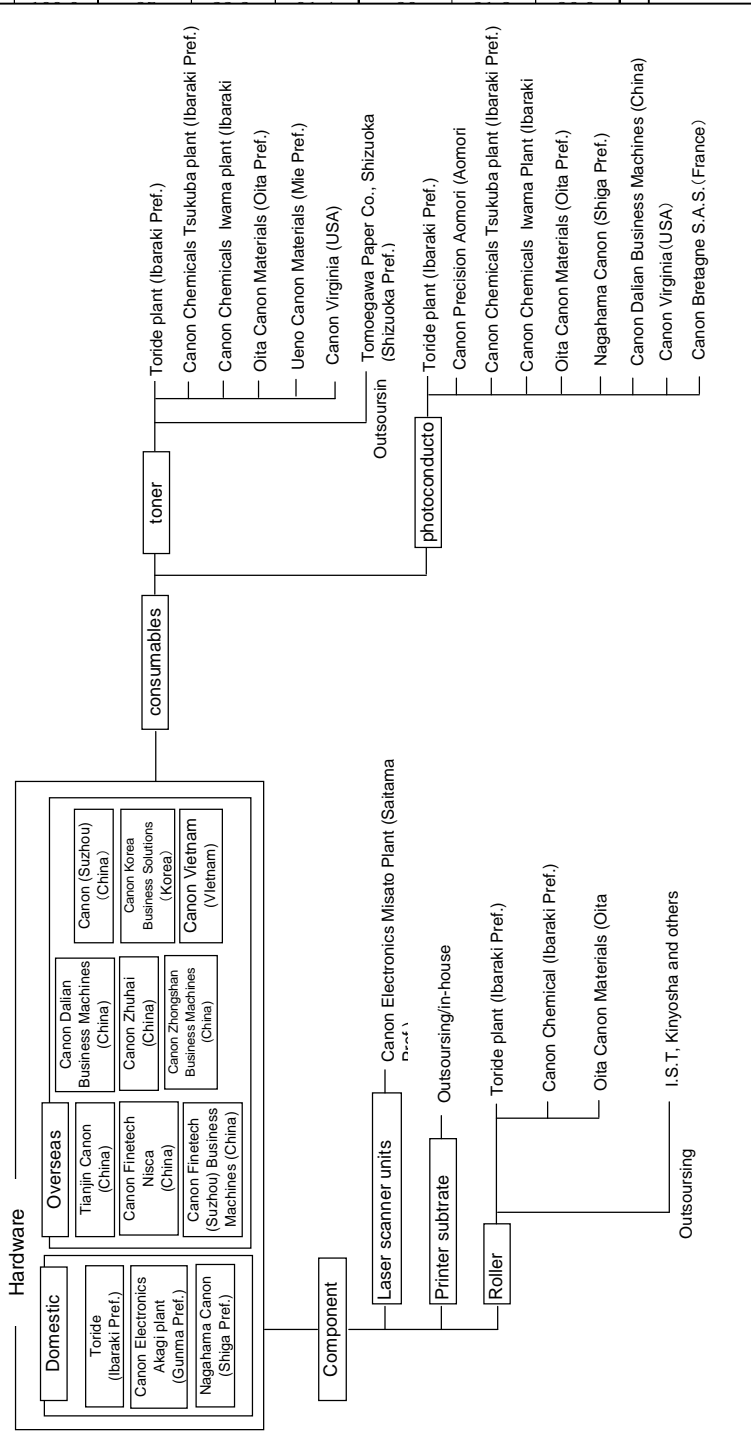 Hardware
Domestic
Toride
(Ibaraki Pref.)
Canon Electronics
Akagi plant
(Gunma Pref.)
Nagahama Canon
(Shiga Pref.)
Overseas
Tianjin Canon
(China)
Canon Finetech
Nisca
(China)
Canon Finetech
(Suzhou) Business
Machines (China)
Canon Dalian
Business Machines
(China)
Canon Zhuhai
(China)
Canon Zhongshan
Business Machines
(China)
Canon (Suzhou)
(China)
Canon Korea
Business Solutions
(Korea)
Canon Vietnam
(VIetnam)
consumables
toner
Toride plant (Ibaraki Pref.)
Canon Chemicals Tsukuba plant (Ibaraki Pref.)
Canon Chemicals Iwama plant (Ibaraki
Oita Canon Materials (Oita Pref.)
Ueno Canon Materials (Mie Pref.)
Canon Virginia (USA)
Outsoursin
Tomoegawa Paper Co., Shizuoka
(Shizuoka Pref.)
photoconducto
Toride plant (Ibaraki Pref.)
Canon Precision Aomori (Aomori
Canon Chemicals Tsukuba plant (Ibaraki Pref.)
Canon Chemicals Iwama Plant (Ibaraki
Oita Canon Materials (Oita Pref.)
Nagahama Canon (Shiga Pref.)
Canon Dalian Business Machines (China)
Canon Virginia（USA）
Canon Bretagne S.A.S.（France）
Component
Laser scanner units
Canon Electronics Misato Plant (Saitama
Pref.)
Printer subtrate
Outsoursing/in-house
Roller
Toride plant (Ibaraki Pref.)
Canon Chemical (Ibaraki Pref.)
Oita Canon Materials (Oita
Outsoursing
I.S.T, Kinyosha and others